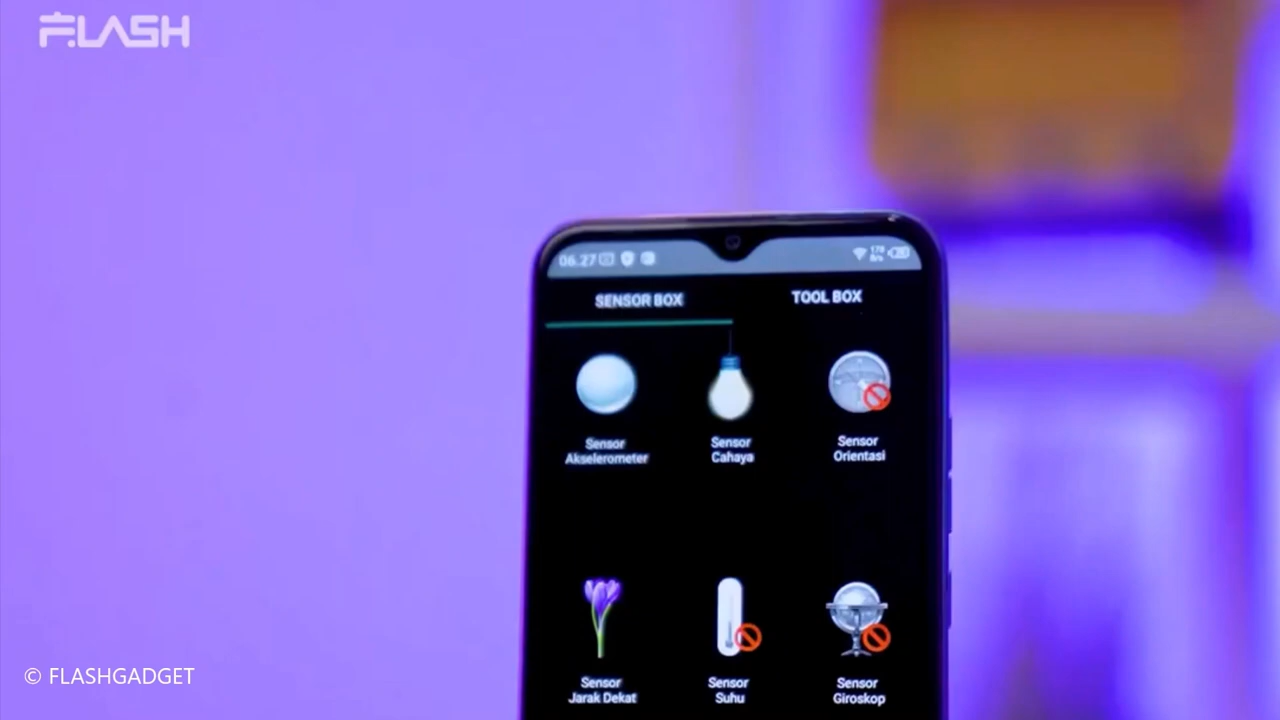 FLASH
06.27
178
B/s
SENSOR BOX
TOOL BOX
Sensor
Akselerometer
Sensor
Cahaya
Sensor
Orientasi
Sensor
Jarak Dekat
Sensor
Suhu
Sensor
Giroskop
© FLASHGADGET